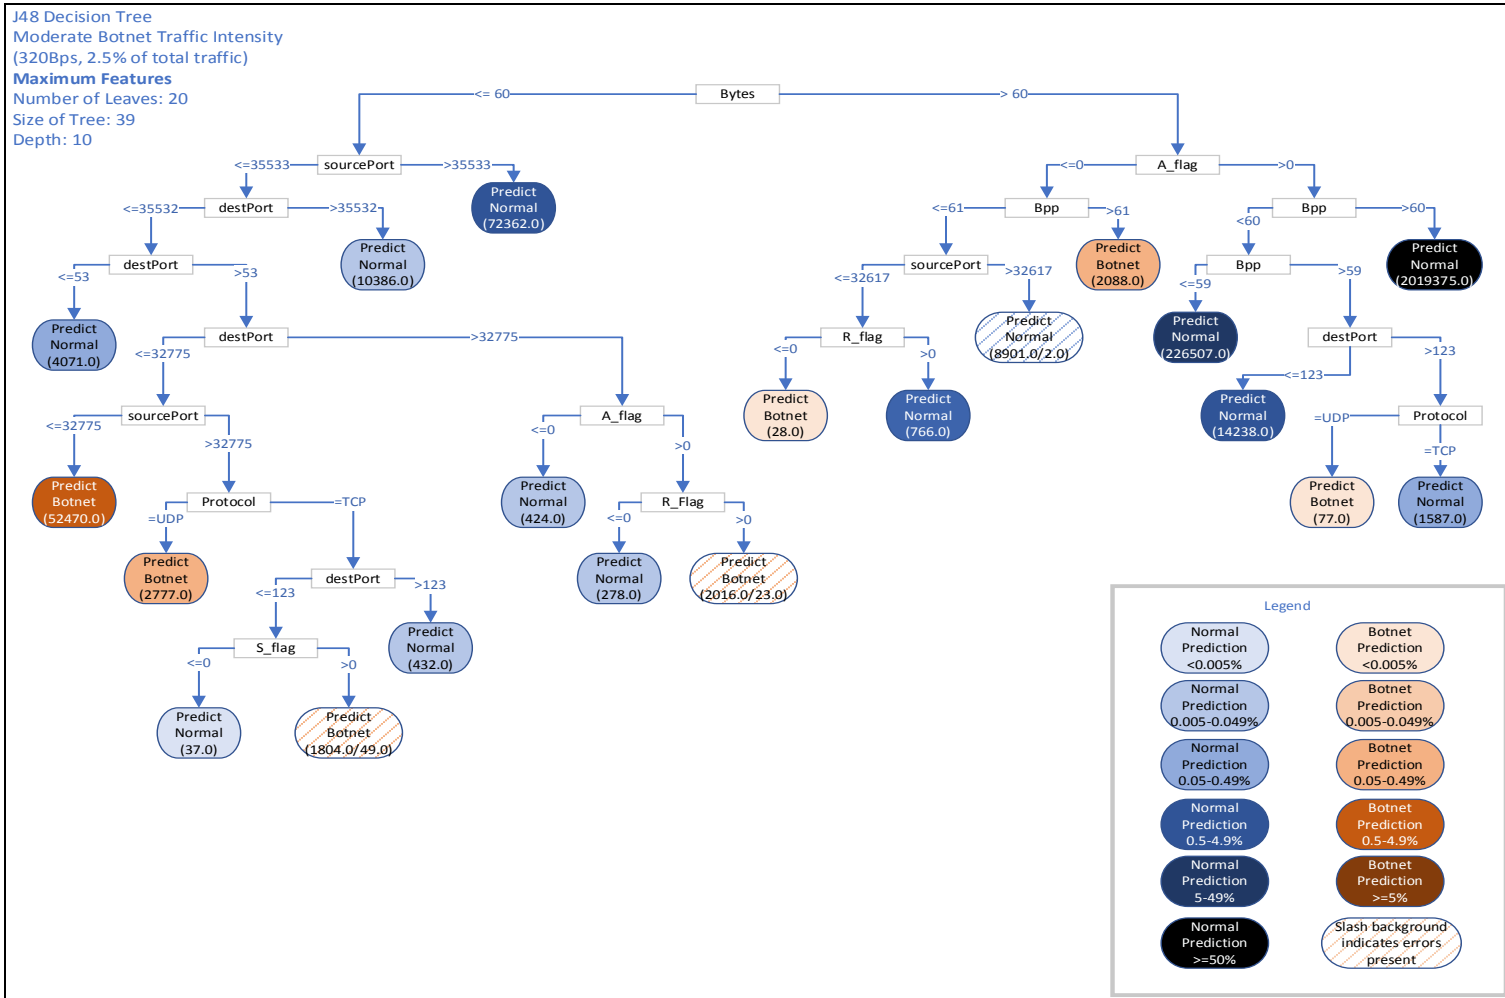 J48 Decision Tree
Moderate Botnet Traffic Intensity
(320Bps, 2.5% of total traffic)
Maximum Features
Number of Leaves: 20
Size of Tree: 39
Depth: 10
<= 60
Bytes
> 60
<=35533
sourcePort
>35533
<=0
A_flag
>0
Predict
Normal
(72362.0)
<=35532
destPort
>35532
<=61
Bpp
>61
<60
Bpp
>60
Predict
Normal
(10386.0)
Predict
Botnet
(2088.0)
Predict
Normal
(2019375.0)
<=53
destPort
>53
<=32617
sourcePort
>32617
<=59
Bpp
>59
Predict
Normal
(4071.0)
<=32775
destPort
>32775
Predict
Normal
(8901.0/2.0)
<=0
R_flag
>0
Predict
Normal
(226507.0)
<=123
destPort
>123
<=32775
sourcePort
>32775
<=0
A_flag
>0
Predict
Botnet
(28.0)
Predict
Normal
(766.0)
Predict
Normal
(14238.0)
=UDP
Protocol
=TCP
Predict
Botnet
(52470.0)
=UDP
Protocol
=TCP
Predict
Normal
(424.0)
<=0
R_Flag
>0
Predict
Botnet
(77.0)
Predict
Normal
(1587.0)
Predict
Botnet
(2777.0)
<=123
destPort
>123
Predict
Normal
(278.0)
Predict
Botnet
(2016.0/23.0)
<=0
S_flag
>0
Predict
Normal
(432.0)
Predict
Normal
(37.0)
Predict
Botnet
(1804.0/49.0)
Legend
Normal
Prediction
<0.005%
Botnet
Prediction
<0.005%
Normal
Prediction
0.005-0.049%
Botnet
Prediction
0.005-0.049%
Normal
Prediction
0.05-0.49%
Botnet
Prediction
0.05-0.49%
Normal
Prediction
0.5-4.9%
Botnet
Prediction
0.5-4.9%
Normal
Prediction
5-49%
Botnet
Prediction
>=5%
Normal
Prediction
>=50%
Slash background
indicates errors
present